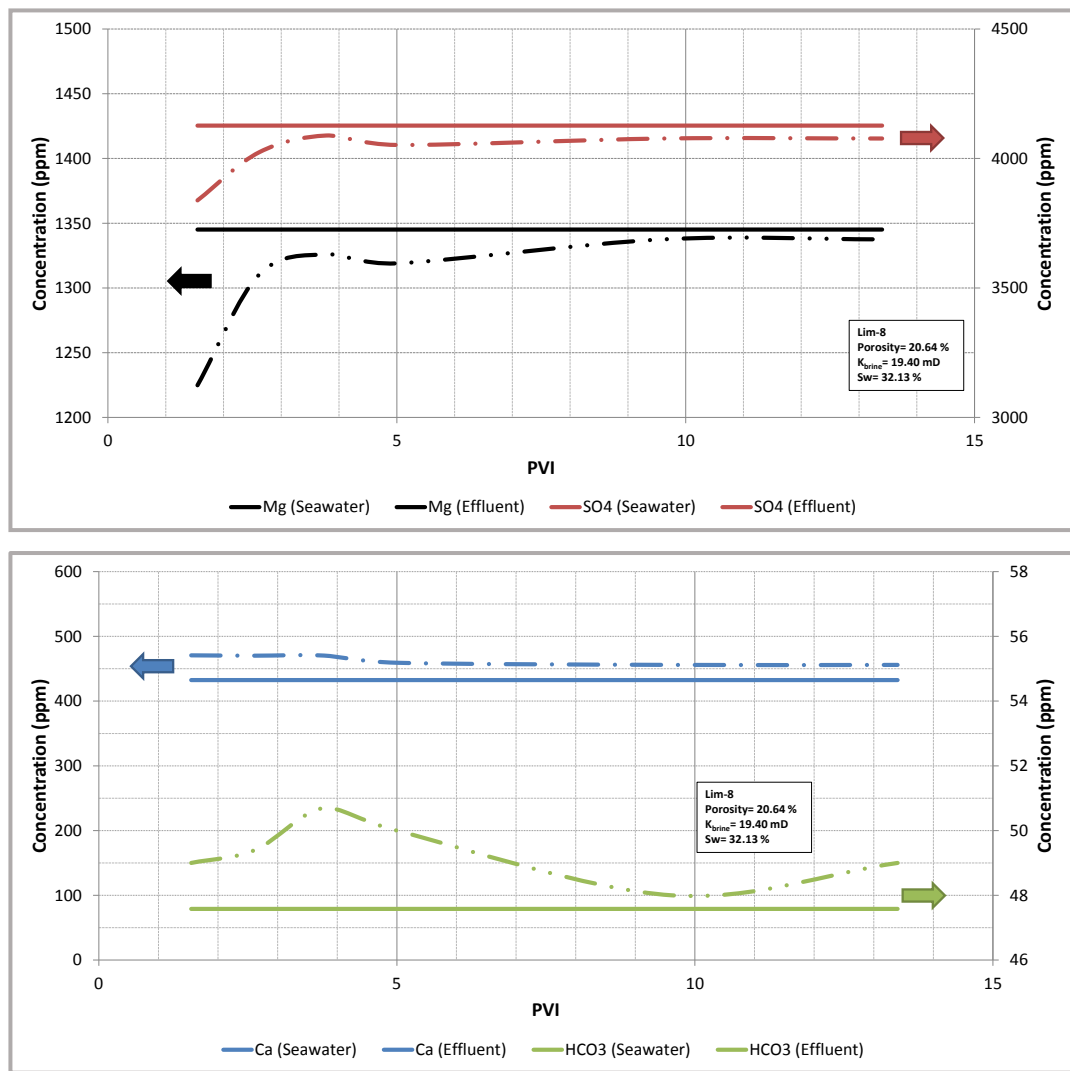 1500
1450
1400
1350
1300
1250
1200
Concentration (ppm)
4500
4000
3500
3000
Concentration (ppm)
Lim-8
Porosity= 20.64 %
Kbrine= 19.40 mD
Sw= 32.13 %
0 5 10 15
PVI
Mg (Seawater) Mg (Effluent) SO4 (Seawater) SO4 (Effluent)
600
500
400
300
200
100
0
Concentration (ppm)
58
56
54
52
50
48
46
Concentration (ppm)
Lim-8
Porosity= 20.64 %
Kbrine= 19.40 mD
Sw= 32.13 %
0 5 10 15
PVI
Ca (Seawater) Ca (Effluent) HCO3 (Seawater) HCO3 (Effluent)